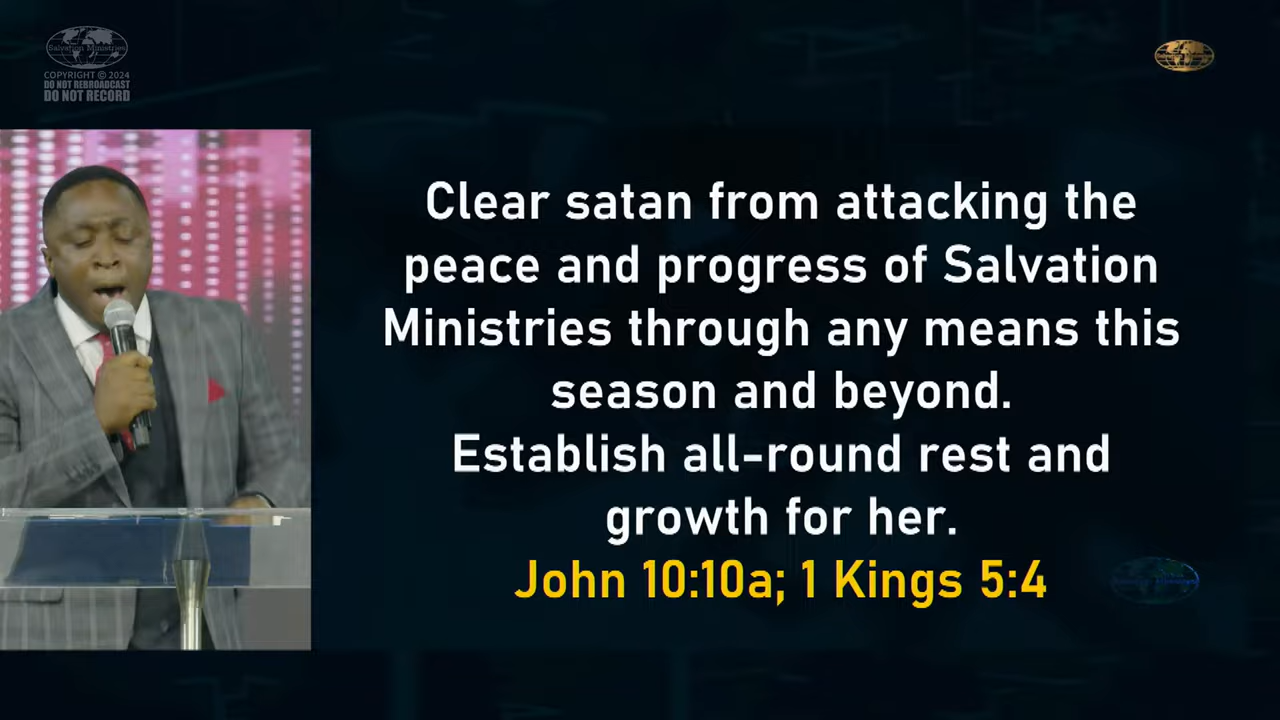 Salvation Ministries
COPYRIGHT © 2024
DO NOT REBROADCAST
DO NOT RECORD
Clear satan from attacking the
peace and progress of Salvation
Ministries through any means this
season and beyond.
Establish all-round rest and
growth for her.
John 10:10a; 1 Kings 5:4